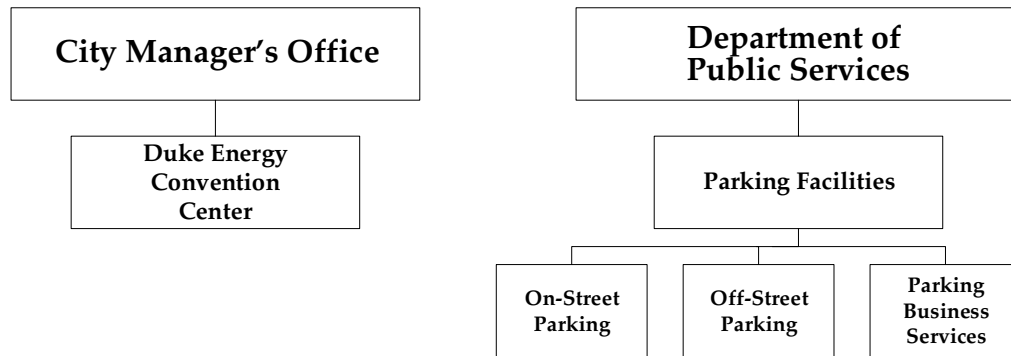 City Manager’s Office
Department of
Public Services
Duke Energy
Convention
Center
Parking Facilities
On-Street
Parking
Off-Street
Parking
Parking
Business
Services